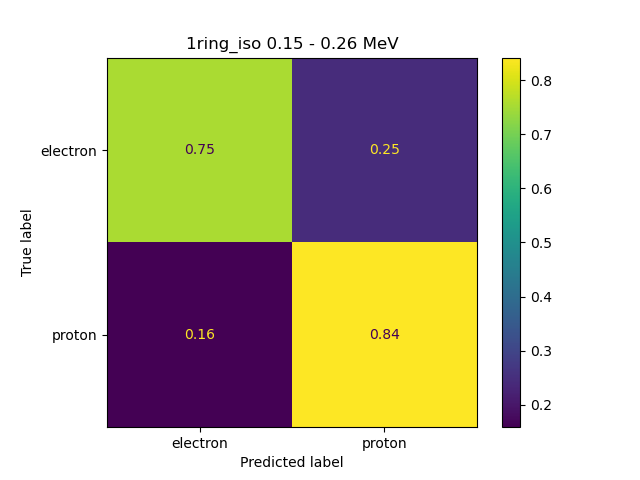 1ring_iso 0.15 - 0.26 MeV
True label
electron
0.75
0.25
proton
0.16
0.84
electron
proton
Predicted label
0.8
0.7
0.6
0.5
0.4
0.3
0.2